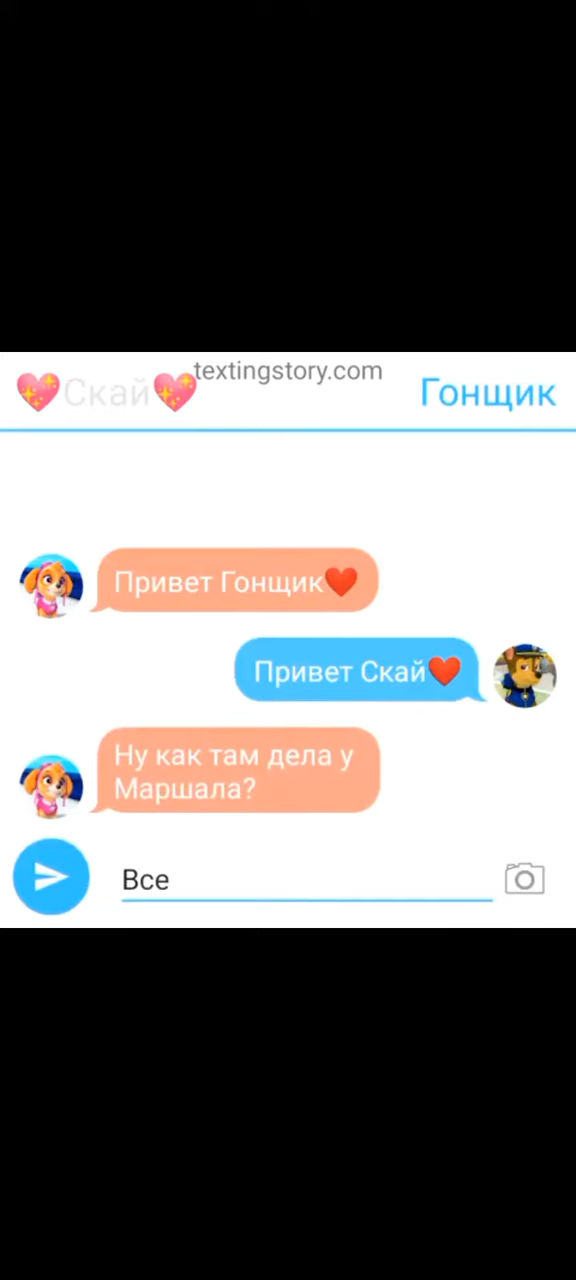 textingstory.com
💖Скай💖 Гонщик
Привет Гонщик❤️
Привет Скай❤️
Ну как там дела у
Маршала?
Все